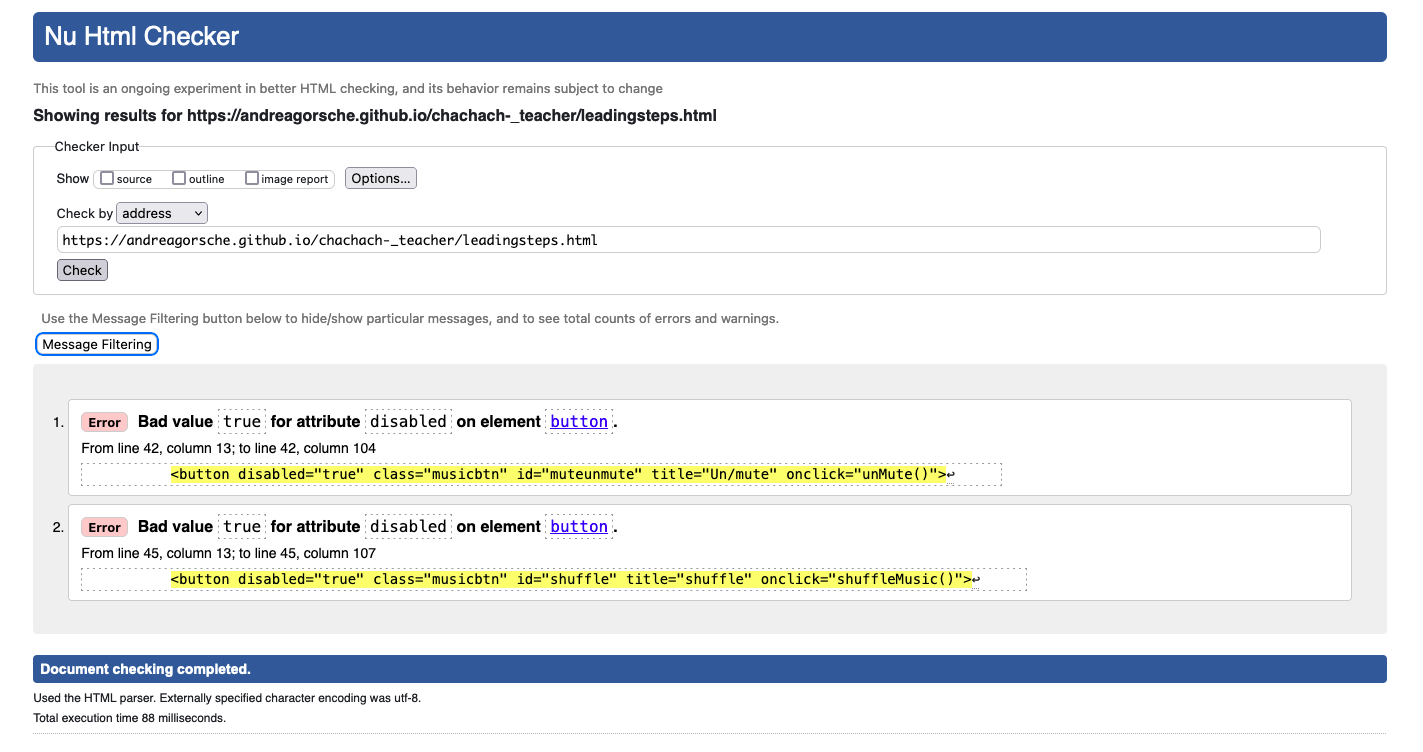 Nu Html Checker
This tool is an ongoing experiment in better HTML checking, and its behavior remains subject to change
Showing results for https://andreagorsche.github.io/chachach-_teacher/leadingsteps.html
Checker Input
Show source outline image report Options...
Check by address
https://andreagorsche.github.io/chachach-_teacher/leadingsteps.html
Check
Use the Message Filtering button below to hide/show particular messages, and to see total counts of errors and warnings.
Message Filtering
1. Error Bad value true for attribute disabled on element button.
From line 42, column 13; to line 42, column 104
<button disabled="true" class="musicbtn" id="muteunmute" title="Un/mute" onclick="unMute()">↩
2. Error Bad value true for attribute disabled on element button.
From line 45, column 13; to line 45, column 107
<button disabled="true" class="musicbtn" id="shuffle" title="shuffle" onclick="shuffleMusic()">↩
Document checking completed.
Used the HTML parser. Externally specified character encoding was utf-8.
Total execution time 88 milliseconds.